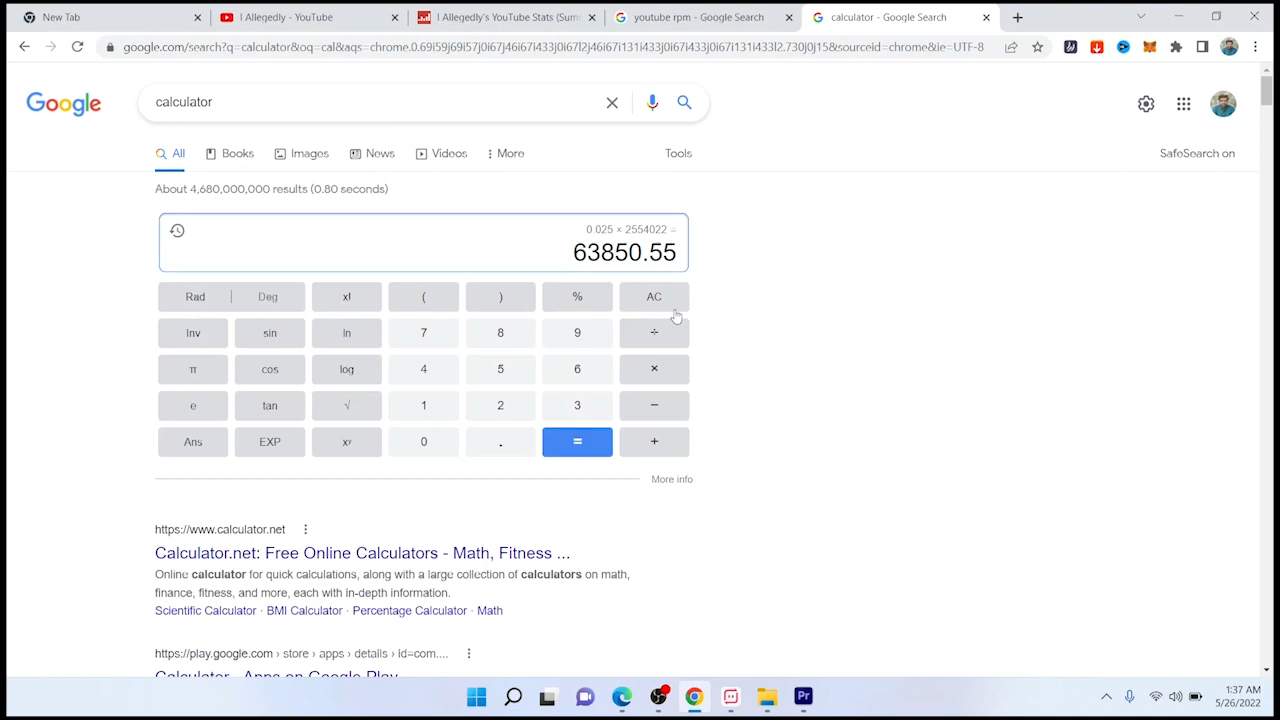 New Tab
I Allegedly - YouTube
I Allegedly's YouTube Stats (Sum
youtube rpm - Google Search
calculator - Google Search
google.com/search?q=calculator&oq=cal&aqs=chrome.0.69i59j69i57j0i67j46i67i433j0i67l2j46i67i131i433j0i67i433j0i67i131i433l2.730j0j15&sourceid=chrome&ie=UTF-8
Google
calculator
All
Books
Images
News
Videos
More
Tools
SafeSearch on
About 4,680,000,000 results (0.80 seconds)
0.025 × 2554022 =
63850.55
Rad Deg x! ( ) % AC
Inv sin ln 7 8 9 ÷
π cos log 4 5 6 ×
e tan √ 1 2 3 −
Ans EXP xʸ 0 . = +
More info
https://www.calculator.net
Calculator.net: Free Online Calculators - Math, Fitness ...
Online calculator for quick calculations, along with a large collection of calculators on math,
finance, fitness, and more, each with in-depth information.
Scientific Calculator · BMI Calculator · Percentage Calculator · Math
https://play.google.com › store › apps › details › id=com....
Calculator - Apps on Google Play
Pr
1:37 AM
5/26/2022